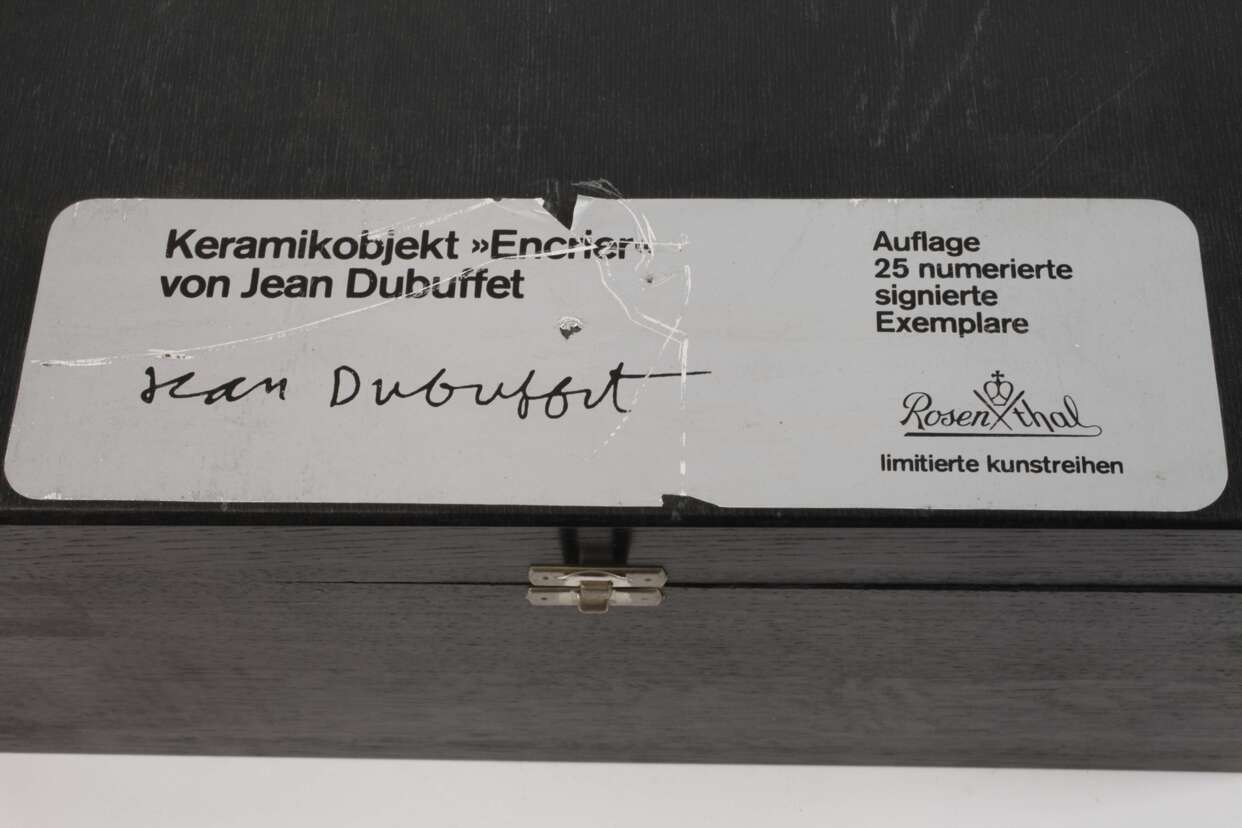 Keramikobjekt »Encrier«
von Jean Dubuffet
Jean Dubuffet
Auflage
25 numerierte
signierte
Exemplare
Rosenthal
limitierte kunstreihen